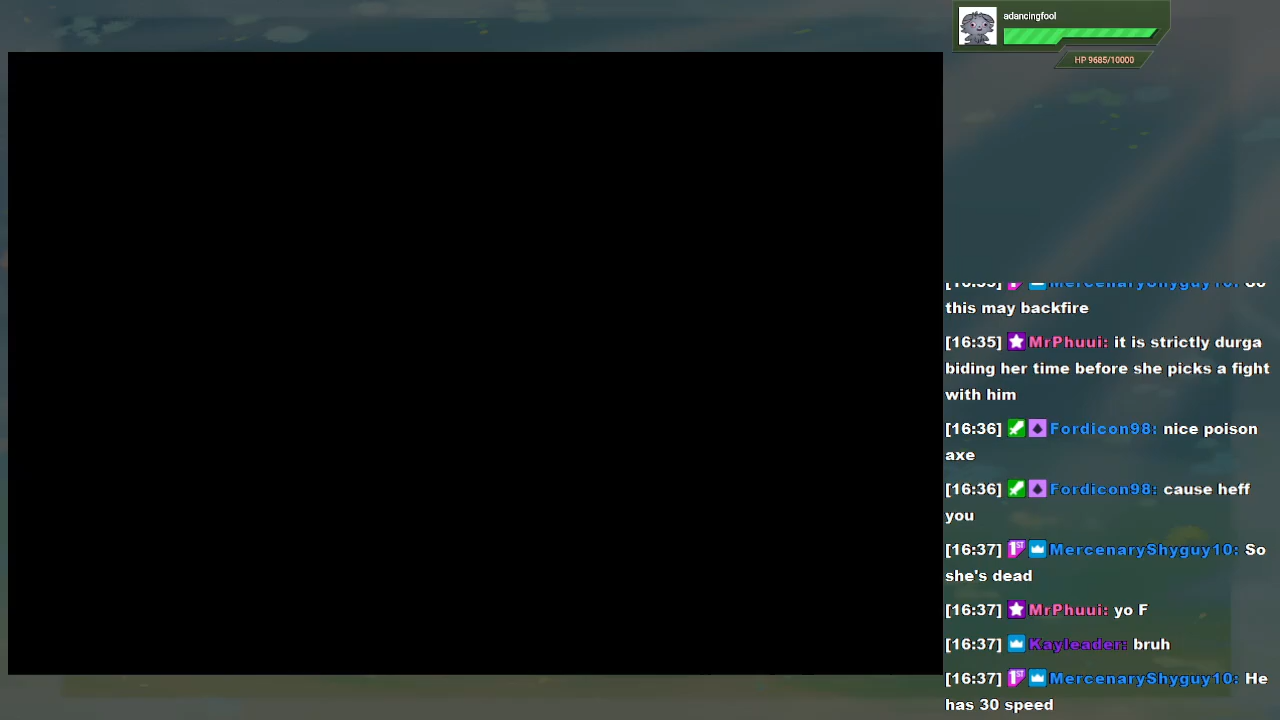 adancingfool
HP 9685/10000
this may backfire
[16:35] MrPhuui: it is strictly durga
biding her time before she picks a fight
with him
[16:36] Fordicon98: nice poison
axe
[16:36] Fordicon98: cause heff
you
[16:37] MercenaryShyguy10: So
she's dead
[16:37] MrPhuui: yo F
[16:37] Kayleader: bruh
[16:37] MercenaryShyguy10: He
has 30 speed